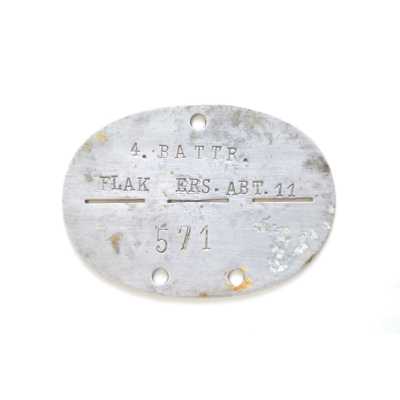 4. BATTR.
FLAK ERS. ABT. 11
571